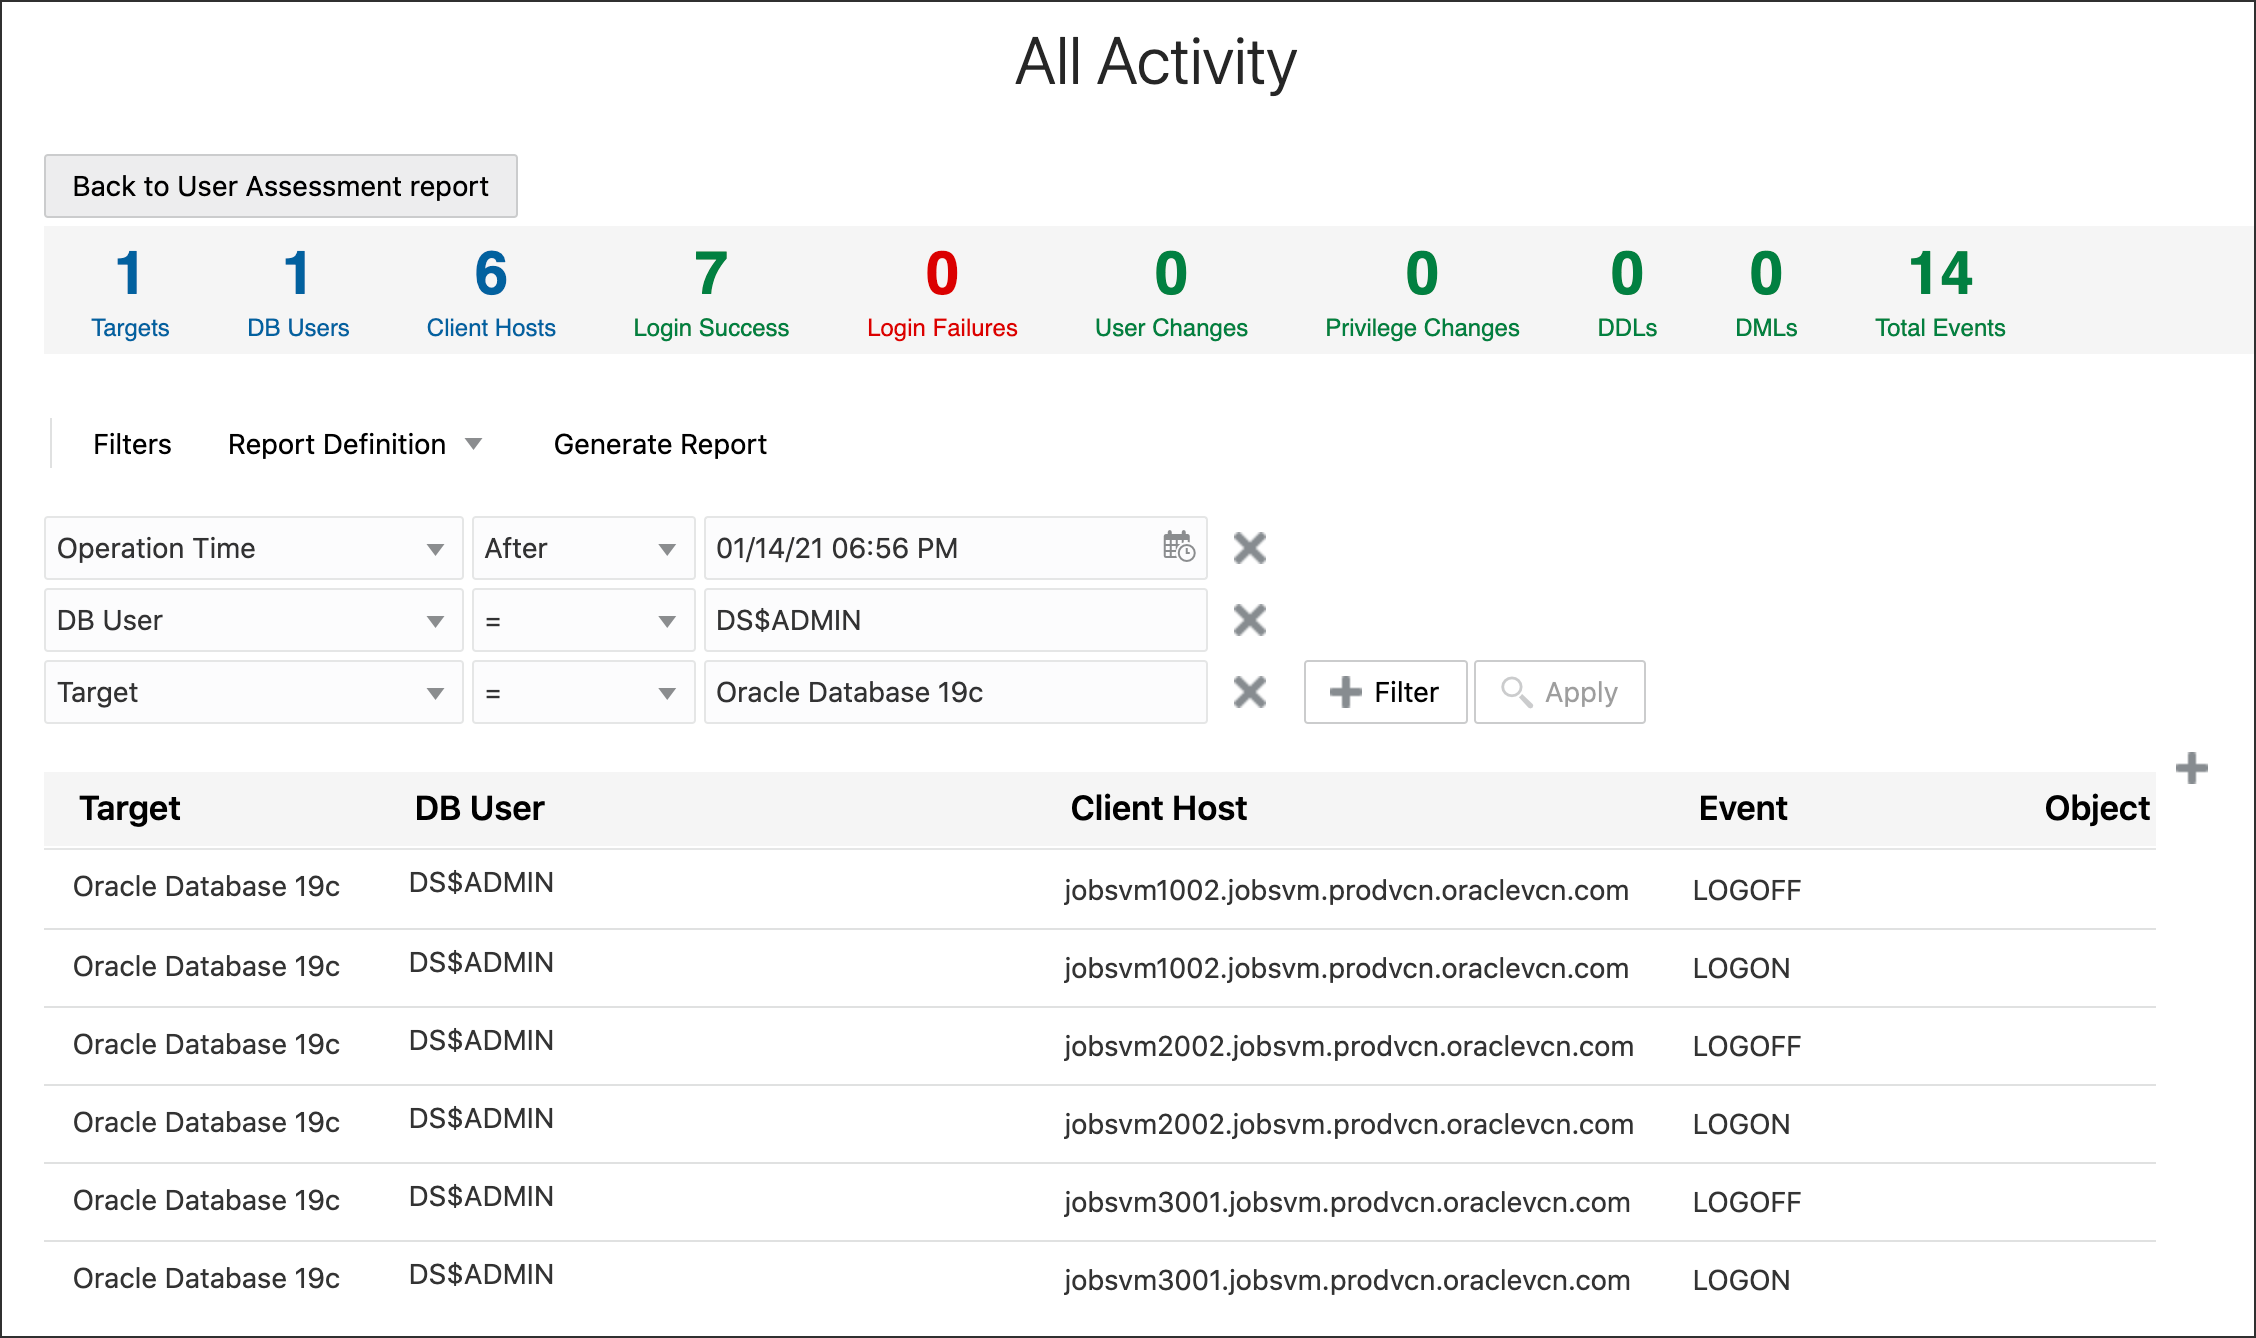 All Activity
Back to User Assessment report
1 1 6 7 0 0 0 0 0 14
Targets DB Users Client Hosts Login Success Login Failures User Changes Privilege Changes DDLs DMLs Total Events
Filters Report Definition Generate Report
Operation Time After 01/14/21 06:56 PM
DB User = DS$ADMIN
Target = Oracle Database 19c Filter Apply
Target DB User Client Host Event Object
Oracle Database 19c DS$ADMIN jobsvm1002.jobsvm.prodvcn.oraclevcn.com LOGOFF
Oracle Database 19c DS$ADMIN jobsvm1002.jobsvm.prodvcn.oraclevcn.com LOGON
Oracle Database 19c DS$ADMIN jobsvm2002.jobsvm.prodvcn.oraclevcn.com LOGOFF
Oracle Database 19c DS$ADMIN jobsvm2002.jobsvm.prodvcn.oraclevcn.com LOGON
Oracle Database 19c DS$ADMIN jobsvm3001.jobsvm.prodvcn.oraclevcn.com LOGOFF
Oracle Database 19c DS$ADMIN jobsvm3001.jobsvm.prodvcn.oraclevcn.com LOGON